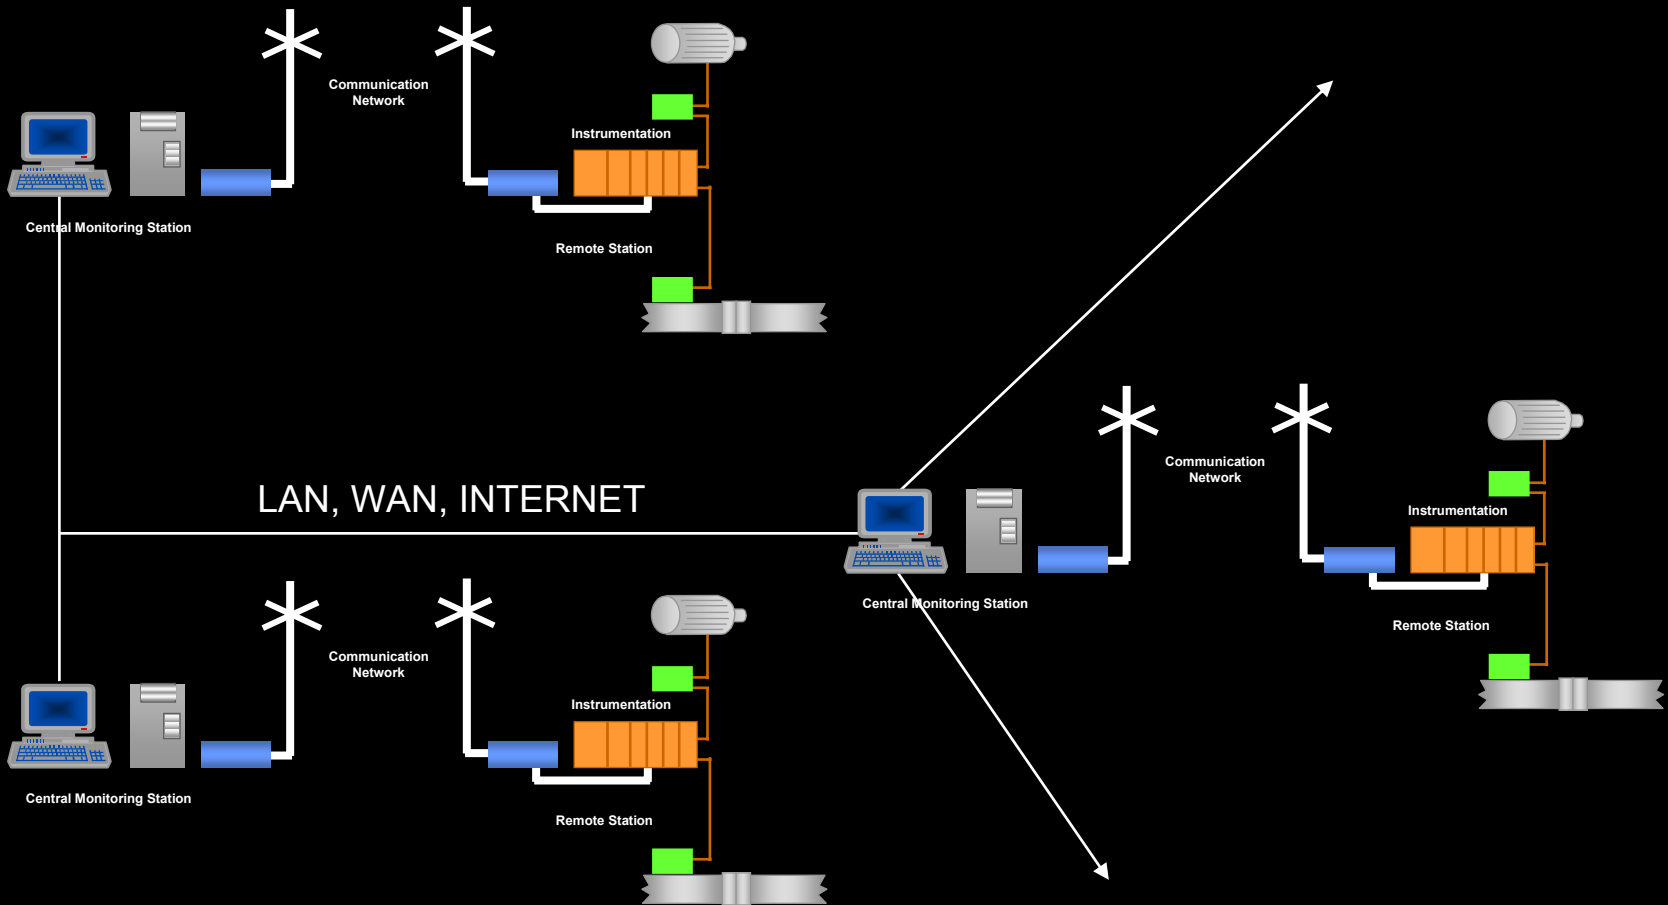 Communication
Network
Instrumentation
Central Monitoring Station
Remote Station
LAN, WAN, INTERNET
Communication
Network
Instrumentation
Central Monitoring Station
Remote Station
Communication
Network
Instrumentation
Central Monitoring Station
Remote Station